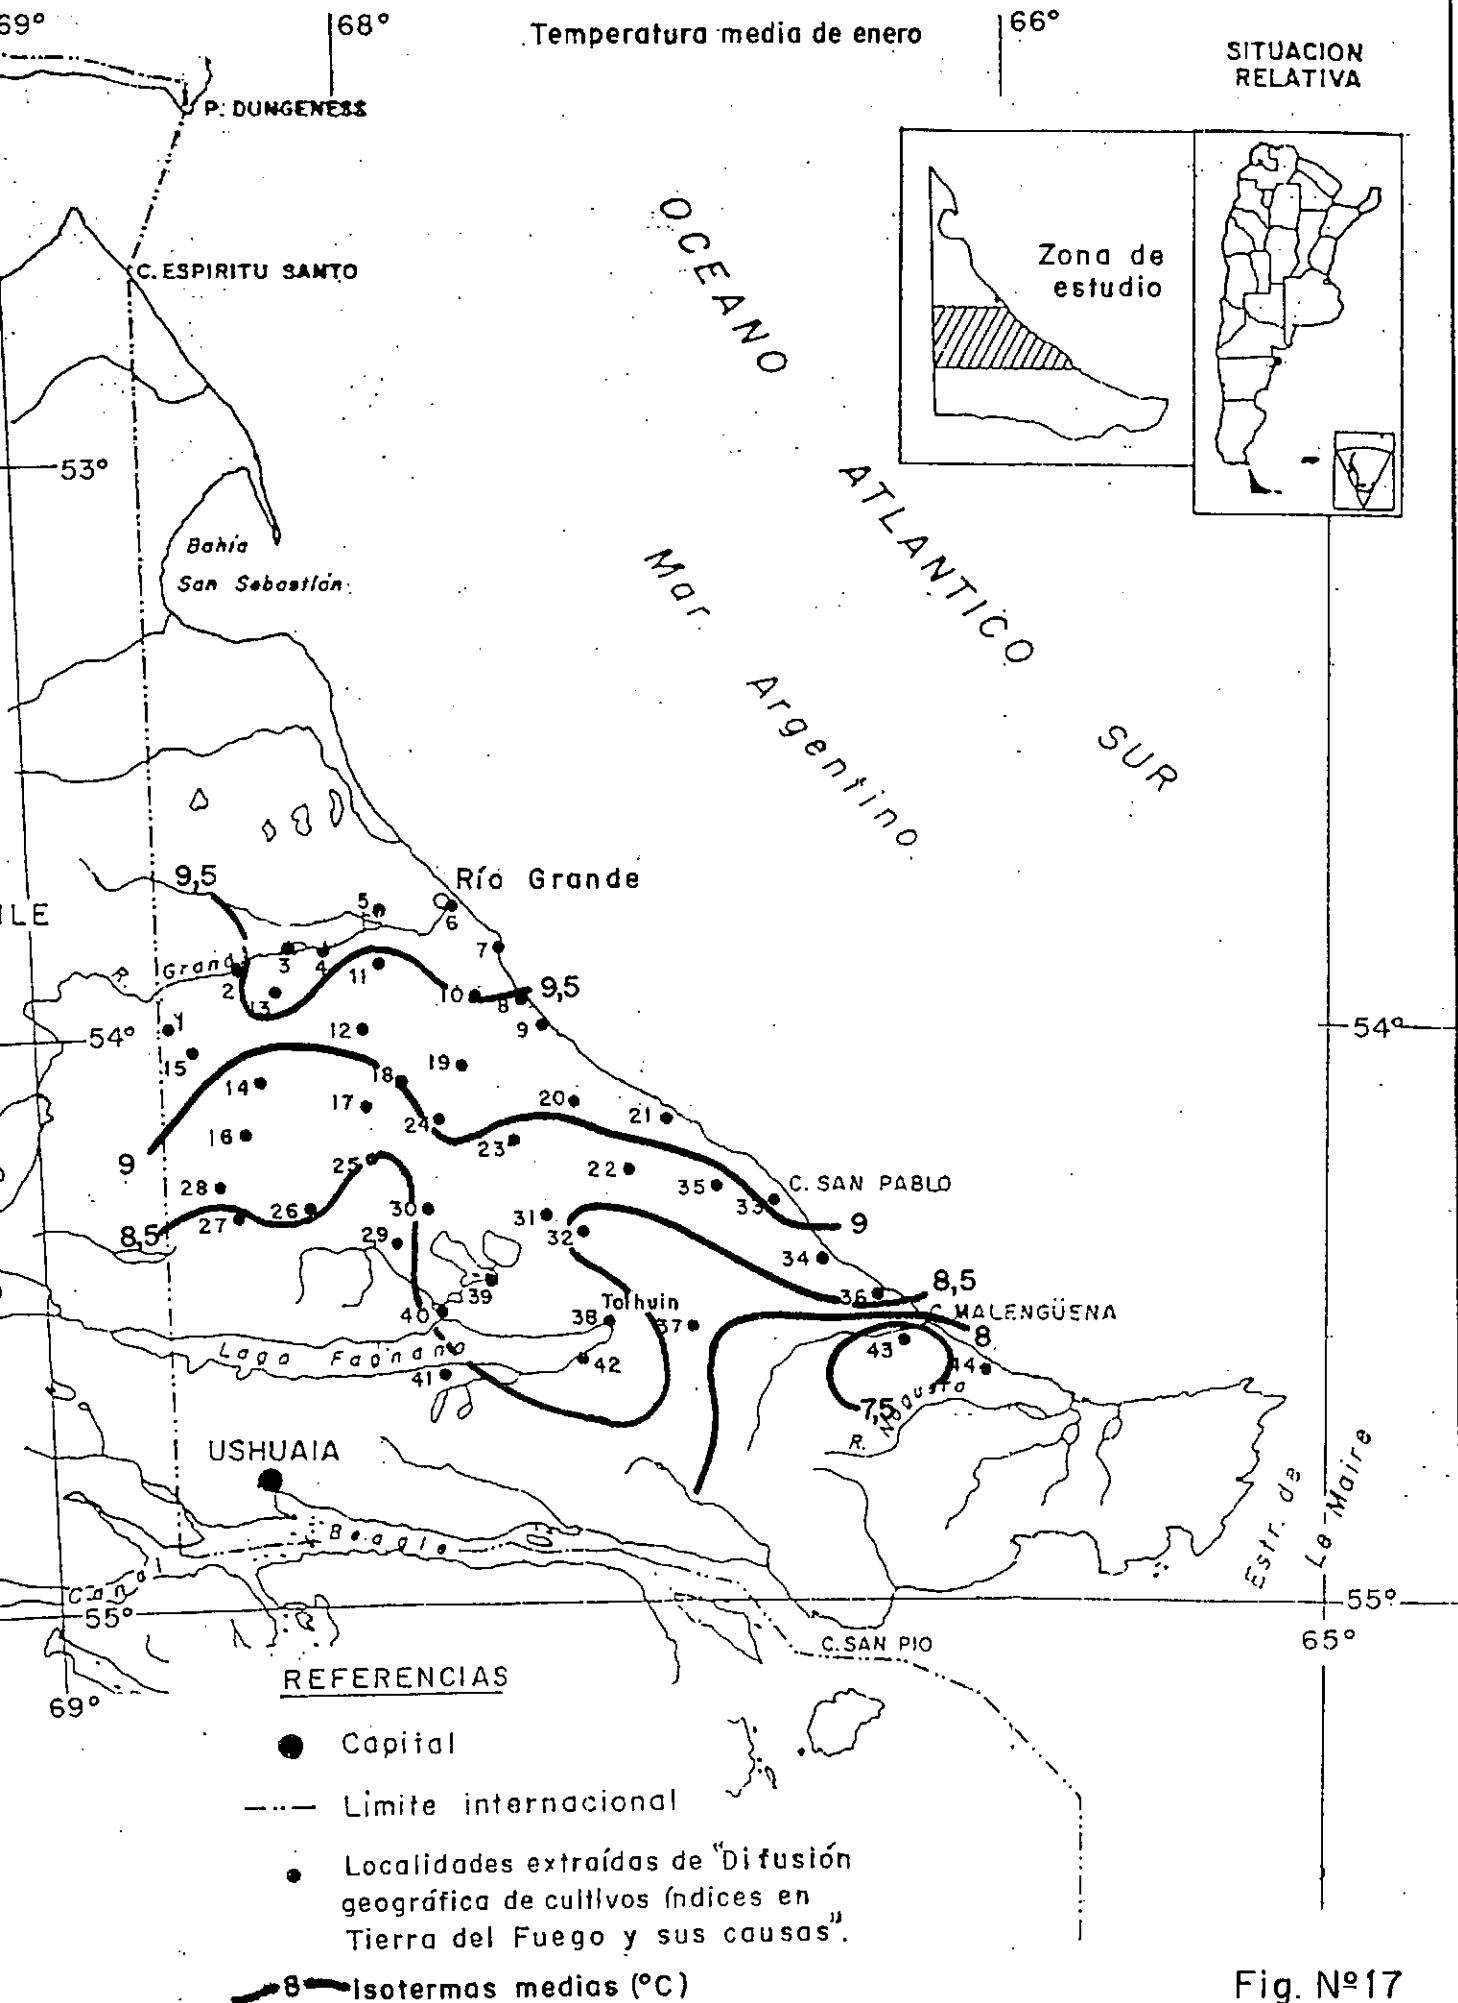 69°
68°
Temperatura media de enero
66°
SITUACION
RELATIVA
P. DUNGENESS
C. ESPIRITU SANTO
Zona de
estudio
OCEANO
ATLANTICO
SUR
53°
Bahía
San Sebastián
Mar
Argentino
9,5
Río Grande
5
6
ILE
7
R. Grande
3
4
11
2
13
10
8
9,5
9
1
12
54°
54°
15
14
18
19
17
24
20
21
16
23
9
25
22
35
C. SAN PABLO
33
28
26
30
31
9
27
32
8,5
29
34
39
36
8,5
40
38
Tolhuin
37
C. MALENGÜENA
8
Lago Fagnano
43
42
44
41
7,5
R. Noguera
USHUAIA
Canal Beagle
Estr. de
Le Maire
55°
55°
65°
C. SAN PIO
69°
REFERENCIAS
Capital
Límite internacional
Localidades extraídas de "Difusión
geográfica de cultivos índices en
Tierra del Fuego y sus causas".
8 Isotermas medias (°C)
Fig. Nº17